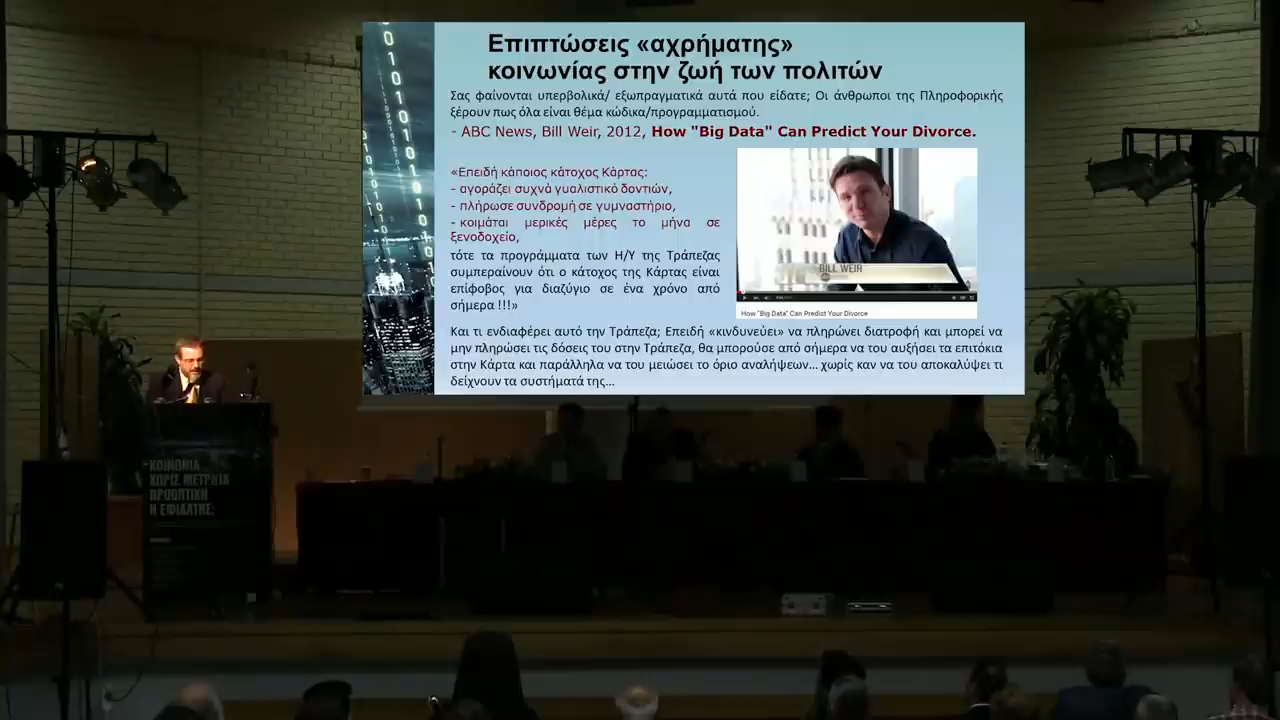 Επιπτώσεις «αχρήματης»
κοινωνίας στην ζωή των πολιτών
Σας φαίνονται υπερβολικά/ εξωπραγματικά αυτά που είδατε; Οι άνθρωποι της Πληροφορικής
ξέρουν πως όλα είναι θέμα κώδικα/προγραμματισμού.
- ABC News, Bill Weir, 2012, How "Big Data" Can Predict Your Divorce.
«Επειδή κάποιος κάτοχος Κάρτας:
- αγοράζει συχνά γυαλιστικό δοντιών,
- πλήρωσε συνδρομή σε γυμναστήριο,
- κοιμάται μερικές μέρες το μήνα σε
ξενοδοχείο,
τότε τα προγράμματα των Η/Υ της Τράπεζας
συμπεραίνουν ότι ο κάτοχος της Κάρτας είναι
επίφοβος για διαζύγιο σε ένα χρόνο από
σήμερα !!!»
BILL WEIR
How "Big Data" Can Predict Your Divorce
Και τι ενδιαφέρει αυτό την Τράπεζα; Επειδή «κινδυνεύει» να πληρώνει διατροφή και μπορεί να
μην πληρώσει τις δόσεις του στην Τράπεζα, θα μπορούσε από σήμερα να του αυξήσει τα επιτόκια
στην Κάρτα και παράλληλα να του μειώσει το όριο αναλήψεων... χωρίς καν να του αποκαλύψει τι
δείχνουν τα συστήματά της...
ΚΟΙΝΩΝΙΑ
ΧΩΡΙΣ ΜΕΤΡΗΤΑ
ΠΡΟΟΠΤΙΚΗ
Η ΕΦΙΑΛΤΗΣ;